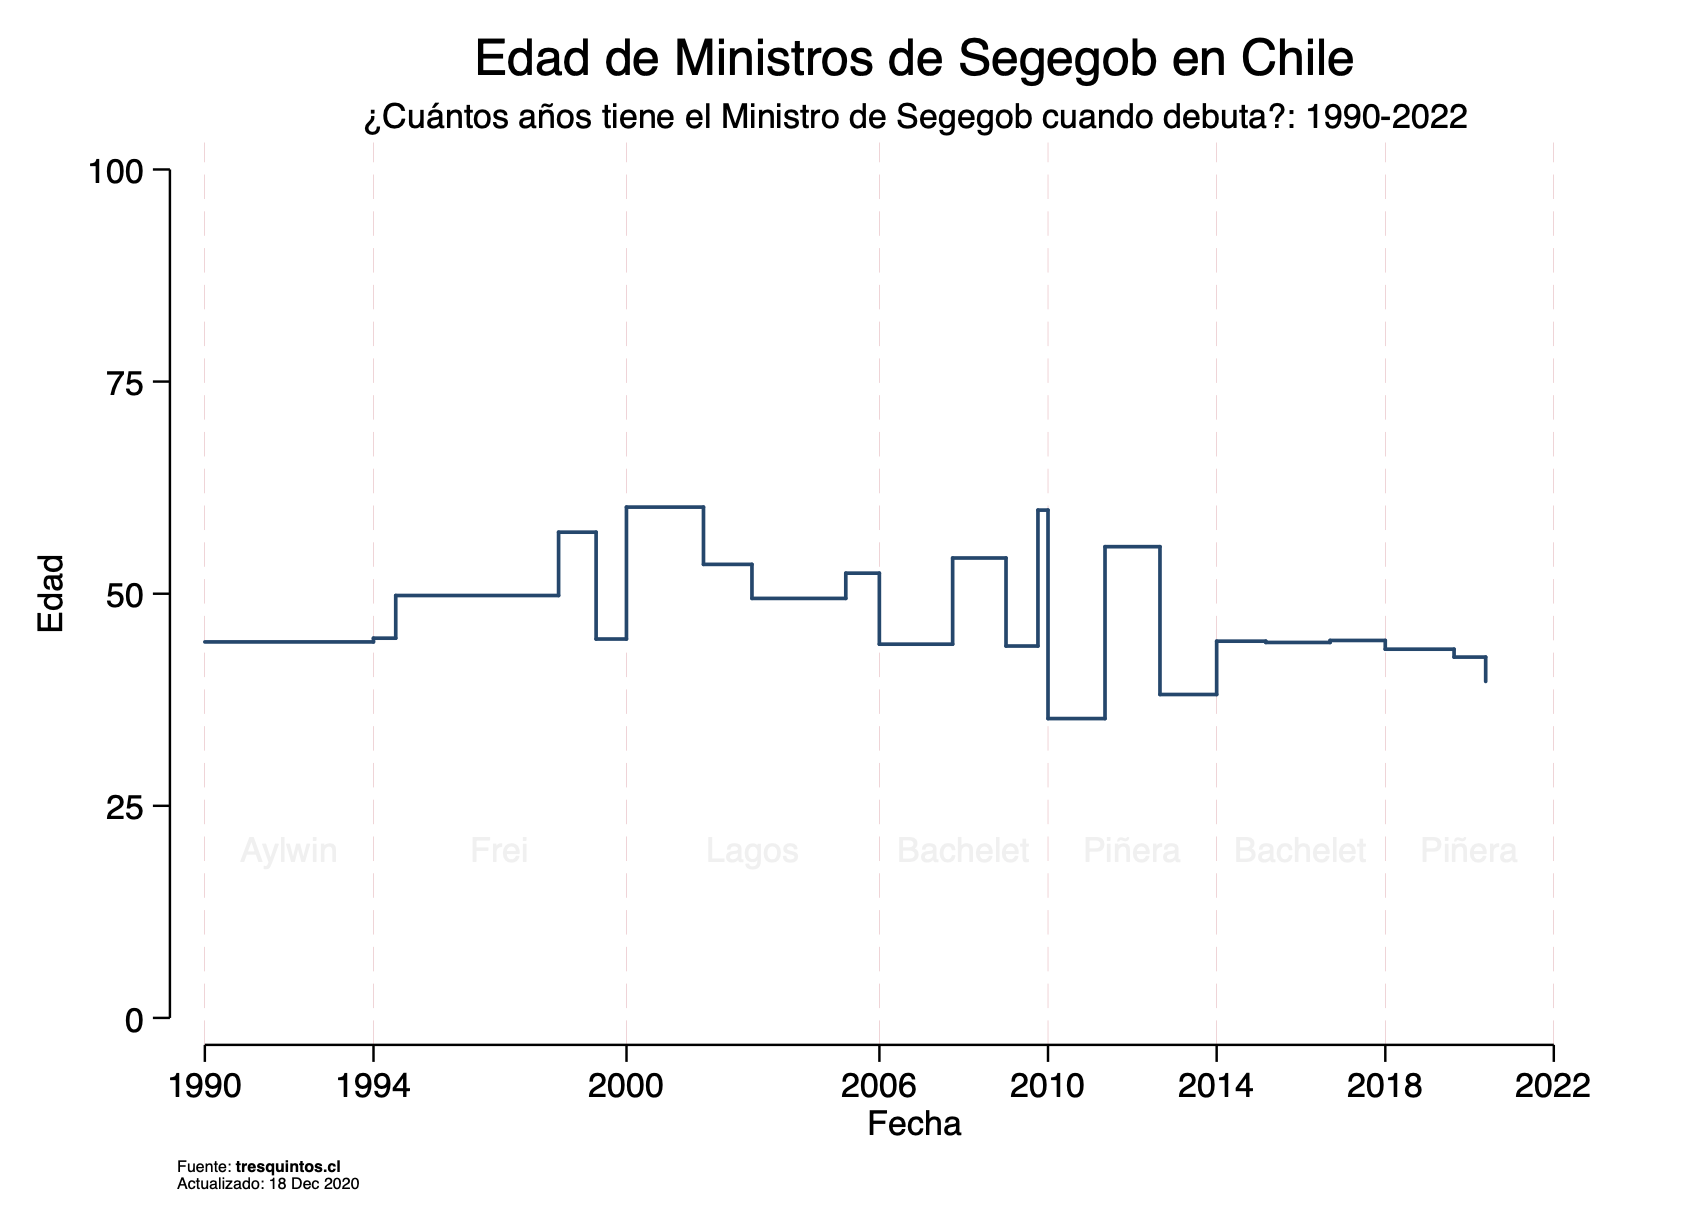 Edad de Ministros de Segegob en Chile
¿Cuántos años tiene el Ministro de Segegob cuando debuta?: 1990-2022
100
75
50
25
0
Edad
Aylwin Frei Lagos Bachelet Piñera Bachelet Piñera
1990 1994 2000 2006 2010 2014 2018 2022
Fecha
Fuente: tresquintos.cl
Actualizado: 18 Dec 2020